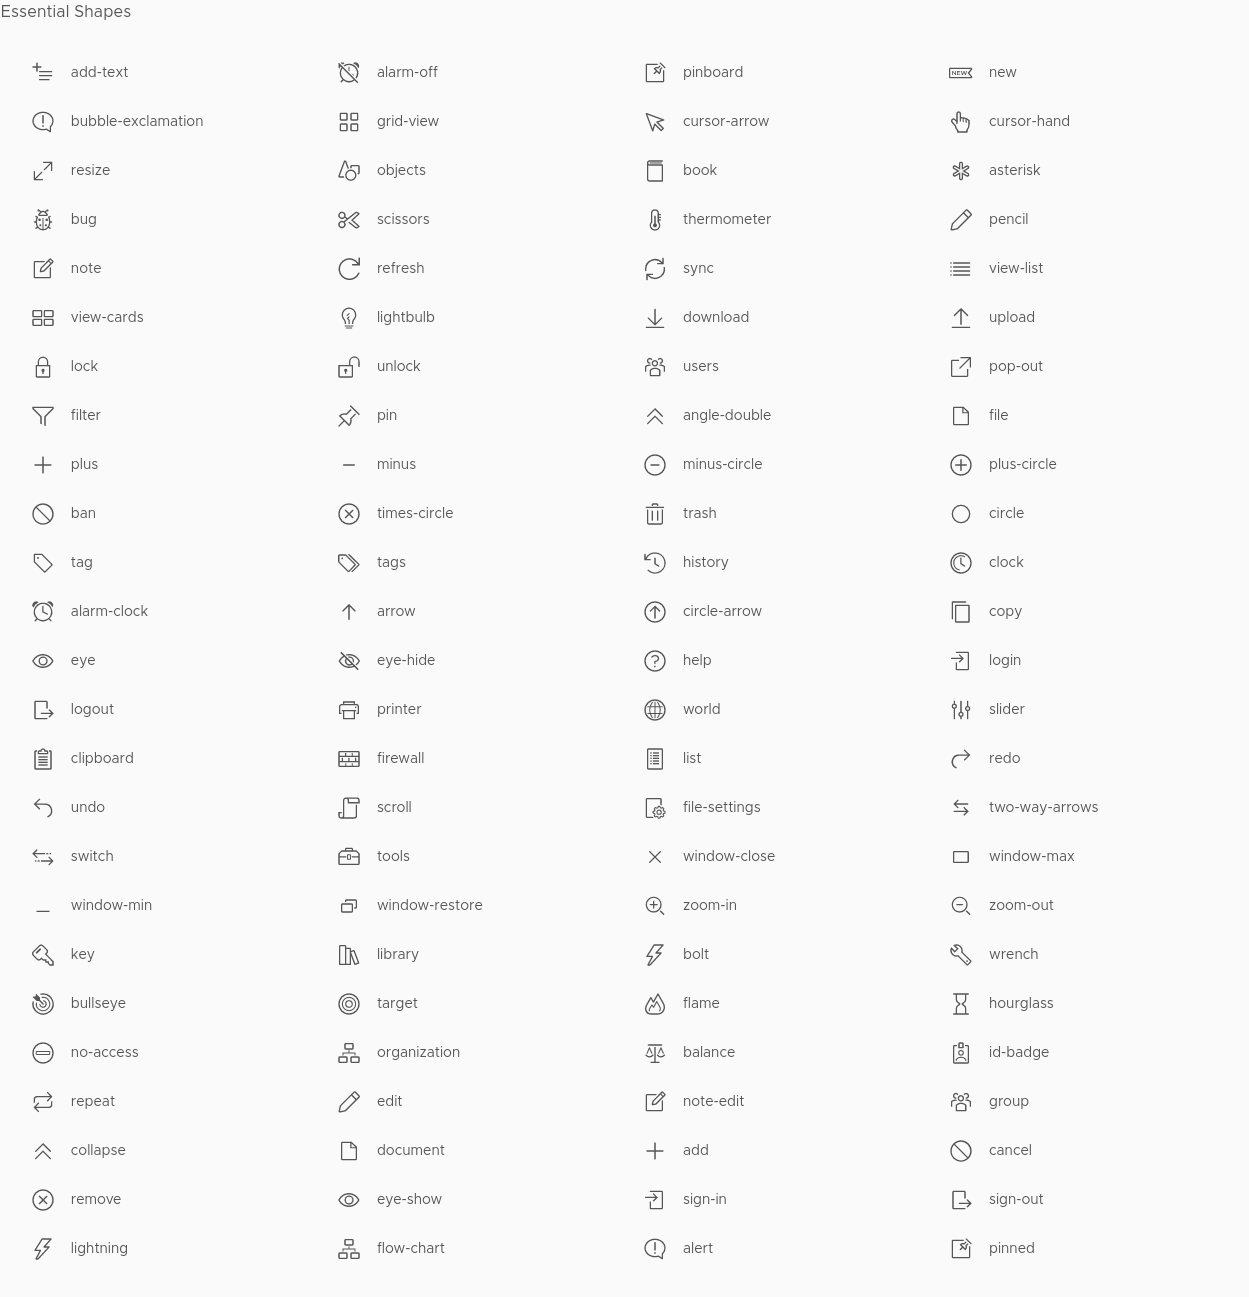 Essential Shapes
add-text alarm-off pinboard NEW new
bubble-exclamation grid-view cursor-arrow cursor-hand
resize objects book asterisk
bug scissors thermometer pencil
note refresh sync view-list
view-cards lightbulb download upload
lock unlock users pop-out
filter pin angle-double file
plus minus minus-circle plus-circle
ban times-circle trash circle
tag tags history clock
alarm-clock arrow circle-arrow copy
eye eye-hide help login
logout printer world slider
clipboard firewall list redo
undo scroll file-settings two-way-arrows
switch tools window-close window-max
window-min window-restore zoom-in zoom-out
key library bolt wrench
bullseye target flame hourglass
no-access organization balance id-badge
repeat edit note-edit group
collapse document add cancel
remove eye-show sign-in sign-out
lightning flow-chart alert pinned